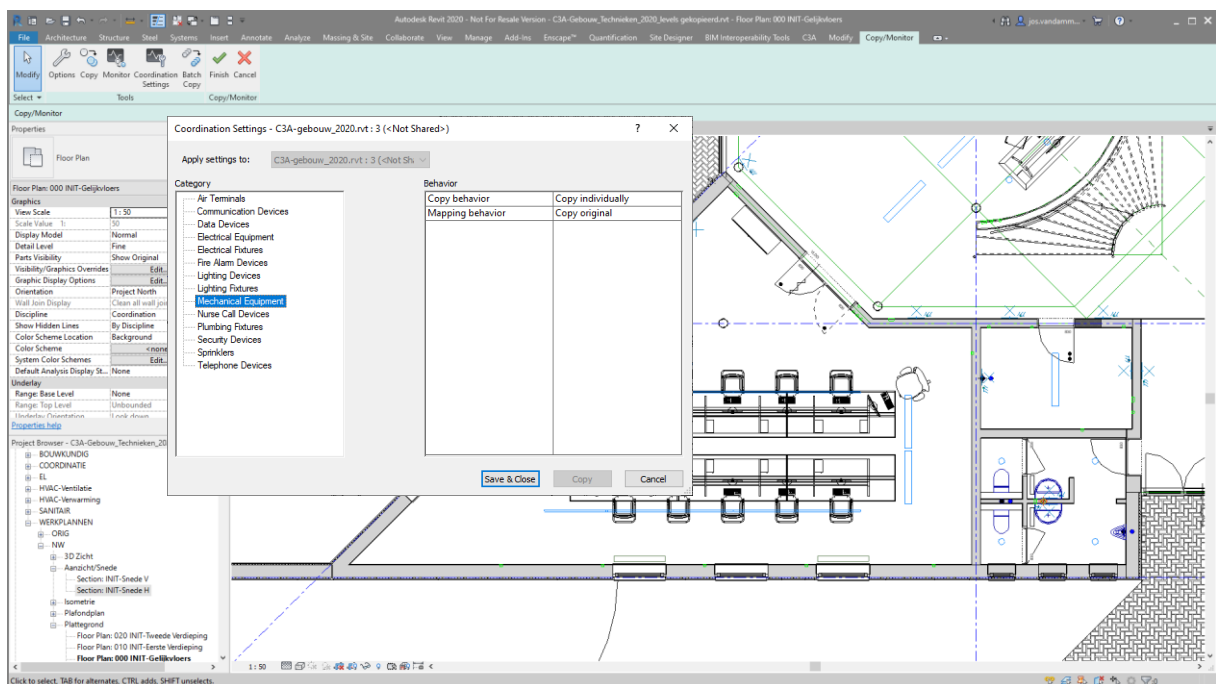 Autodesk Revit 2020 - Not For Resale Version - C3A-Gebouw_Technieken_2020_levels gekopieerd.rvt - Floor Plan: 000 INIT-Gelijkvloers
jos.vandamm...
File Architecture Structure Steel Systems Insert Annotate Analyze Massing & Site Collaborate View Manage Add-Ins Enscape™ Quantification Site Designer BIM Interoperability Tools C3A Modify Copy/Monitor
Modify Options Copy Monitor Coordination Settings Batch Copy Finish Cancel
Select Tools Copy/Monitor
Copy/Monitor
Properties
Floor Plan
Floor Plan: 000 INIT-Gelijkvloers
Graphics
View Scale 1 : 50
Scale Value 1: 50
Display Model Normal
Detail Level Fine
Parts Visibility Show Original
Visibility/Graphics Overrides Edit...
Graphic Display Options Edit...
Orientation Project North
Wall Join Display Clean all wall joi
Discipline Coordination
Show Hidden Lines By Discipline
Color Scheme Location Background
Color Scheme <none
System Color Schemes Edit...
Default Analysis Display St... None
Underlay
Range: Base Level None
Range: Top Level Unbounded
Underlay Orientation Look down
Properties help
Project Browser - C3A-Gebouw_Technieken_20
BOUWKUNDIG
COORDINATIE
EL
HVAC-Ventilatie
HVAC-Verwarming
SANITAIR
WERKPLANNEN
ORIG
NW
3D Zicht
Aanzicht/Snede
Section: INIT-Snede V
Section: INIT-Snede H
Isometrie
Plafondplan
Plattegrond
Floor Plan: 020 INIT-Tweede Verdieping
Floor Plan: 010 INIT-Eerste Verdieping
Floor Plan: 000 INIT-Gelijkvloers
Coordination Settings - C3A-gebouw_2020.rvt : 3 (<Not Shared>)
? X
Apply settings to: C3A-gebouw_2020.rvt : 3 (<Not Sh
Category
Air Terminals
Communication Devices
Data Devices
Electrical Equipment
Electrical Fixtures
Fire Alarm Devices
Lighting Devices
Lighting Fixtures
Mechanical Equipment
Nurse Call Devices
Plumbing Fixtures
Security Devices
Sprinklers
Telephone Devices
Behavior
Copy behavior Copy individually
Mapping behavior Copy original
Save & Close Copy Cancel
1 : 50
Click to select, TAB for alternates, CTRL adds, SHIFT unselects.
:0